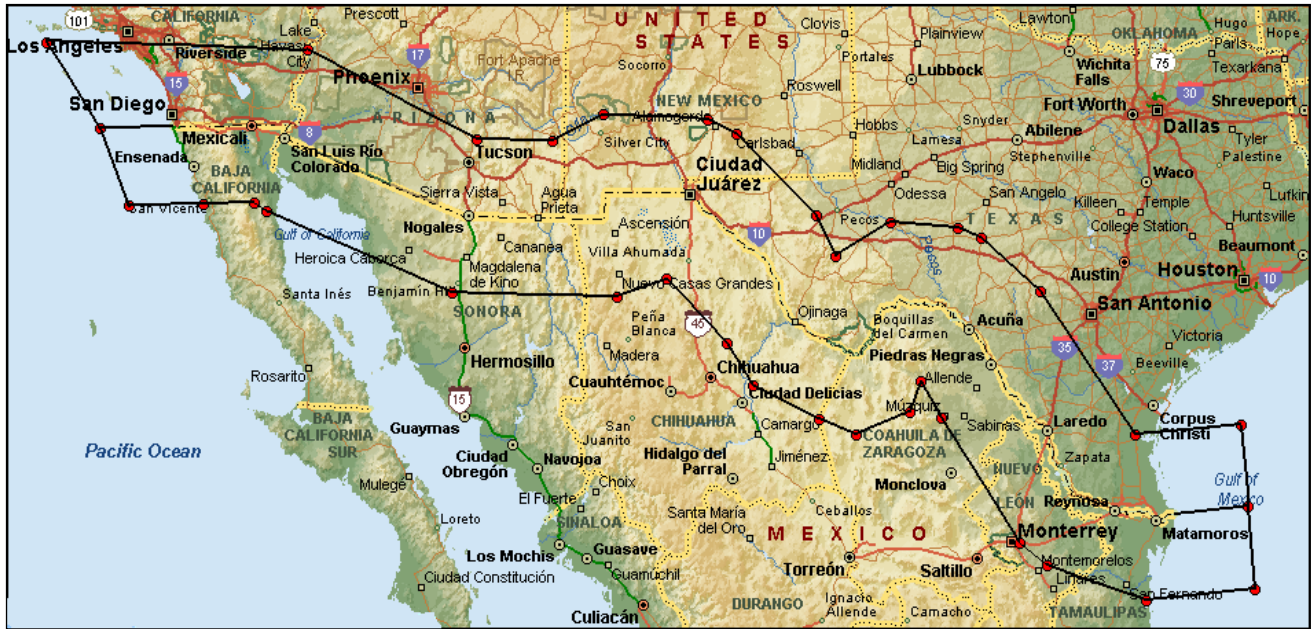 CALIFORNIA
101
Los Angeles
Riverside
Lake
Havasu
City
Prescott
UNITED
STATES
Clovis
Plainview
Lawton
Hugo
ARK.
Hope
OKLAHOMA
Paris
17
Fort Apache
I.R.
Socorro
Portales
Lubbock
Wichita
Falls
75
Texarkana
15
Phoenix
Roswell
30
San Diego
ARIZONA
NEW MEXICO
Alamogordo
Fort Worth
Dallas
Shreveport
Mexicali
8
Silver City
Hobbs
Snyder
Abilene
Tyler
San Luis Río
Colorado
Tucson
Carlsbad
Lamesa
Stephenville
Palestine
Ensenada
Ciudad
Juárez
Midland
Big Spring
BAJA
CALIFORNIA
Sierra Vista
Agua
Prieta
Odessa
San Angelo
Waco
Lufkin
San Vicente
Nogales
Ascensión
Pecos
TEXAS
Killeen
Temple
Huntsville
Gulf of California
Cananea
Villa Ahumada
10
Pecos
College Station
Heroica Caborca
Magdalena
de Kino
Beaumont
Santa Inés
Nuevo Casas Grandes
Austin
Houston
10
SONORA
Peña
Blanca
45
Ojinaga
Boquillas
del Carmen
Acuña
San Antonio
Hermosillo
Madera
35
Victoria
Rosarito
Cuauhtémoc
Chihuahua
Piedras Negras
37
Beeville
15
Ciudad Delicias
Allende
BAJA
CALIFORNIA
SUR
Guaymas
San
Juanito
CHIHUAHUA
Camargo
Múzquiz
Sabinas
Laredo
Corpus
Christi
Pacific Ocean
Ciudad
Obregón
Navojoa
Hidalgo del
Parral
Jiménez
COAHUILA DE
ZARAGOZA
NUEVO
LEÓN
Zapata
Mulegé
Choix
Monclova
Gulf of
Mexico
El Fuerte
Ceballos
Reynosa
Loreto
SINALOA
Santa María
del Oro
MEXICO
Monterrey
Matamoros
Los Mochis
Guasave
Torreón
Saltillo
Montemorelos
Ciudad Constitución
Guamúchil
Linares
San Fernando
Culiacán
DURANGO
Ignacio
Allende
Camacho
TAMAULIPAS